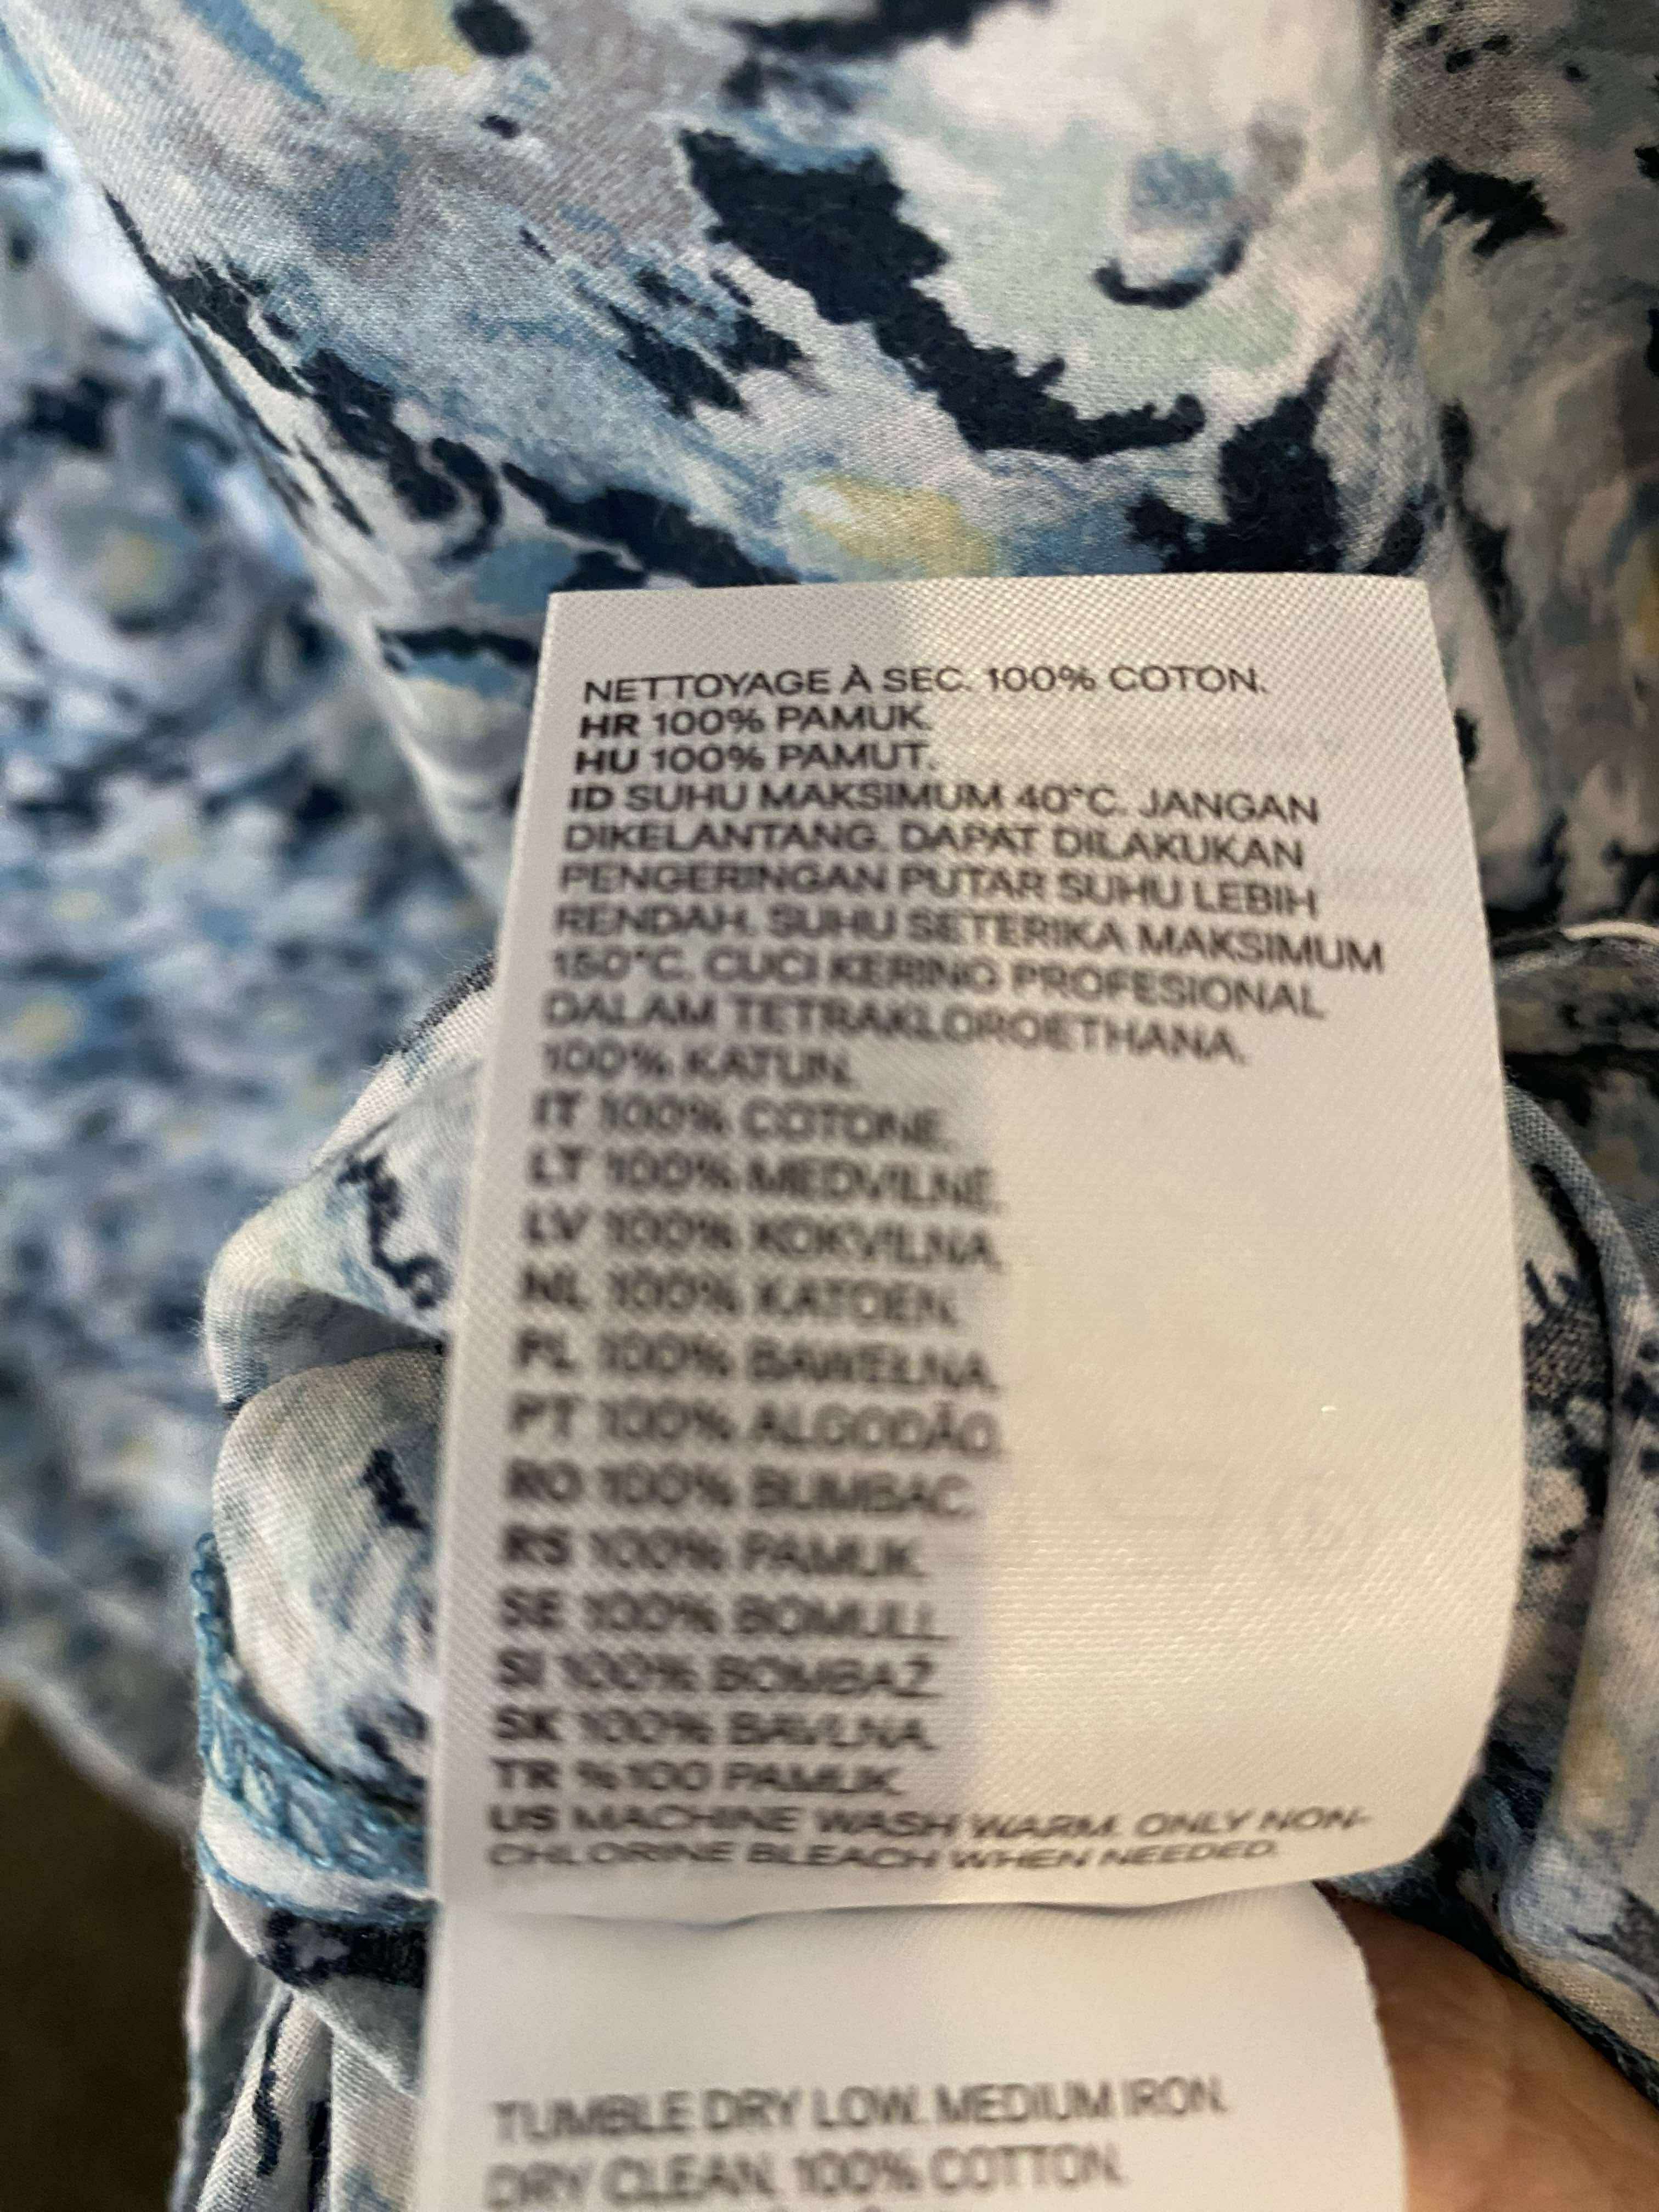 NETTOYAGE À SEC. 100% COTON.
HR 100% PAMUK.
HU 100% PAMUT.
ID SUHU MAKSIMUM 40°C. JANGAN
DIKELANTANG. DAPAT DILAKUKAN
PENGERINGAN PUTAR SUHU LEBIH
RENDAH. SUHU SETERIKA MAKSIMUM
150°C. CUCI KERING PROFESIONAL
DALAM TETRAKLOROETHANA.
100% KATUN.
IT 100% COTONE.
LT 100% MEDVILNĖ.
LV 100% KOKVILNA.
NL 100% KATOEN.
PL 100% BAWEŁNA.
PT 100% ALGODÃO.
RO 100% BUMBAC.
RS 100% PAMUK.
SE 100% BOMULL.
SI 100% BOMBAŽ.
SK 100% BAVLNA.
TR %100 PAMUK.
US MACHINE WASH WARM. ONLY NON-
CHLORINE BLEACH WHEN NEEDED.
TUMBLE DRY LOW. MEDIUM IRON.
DRY CLEAN. 100% COTTON.